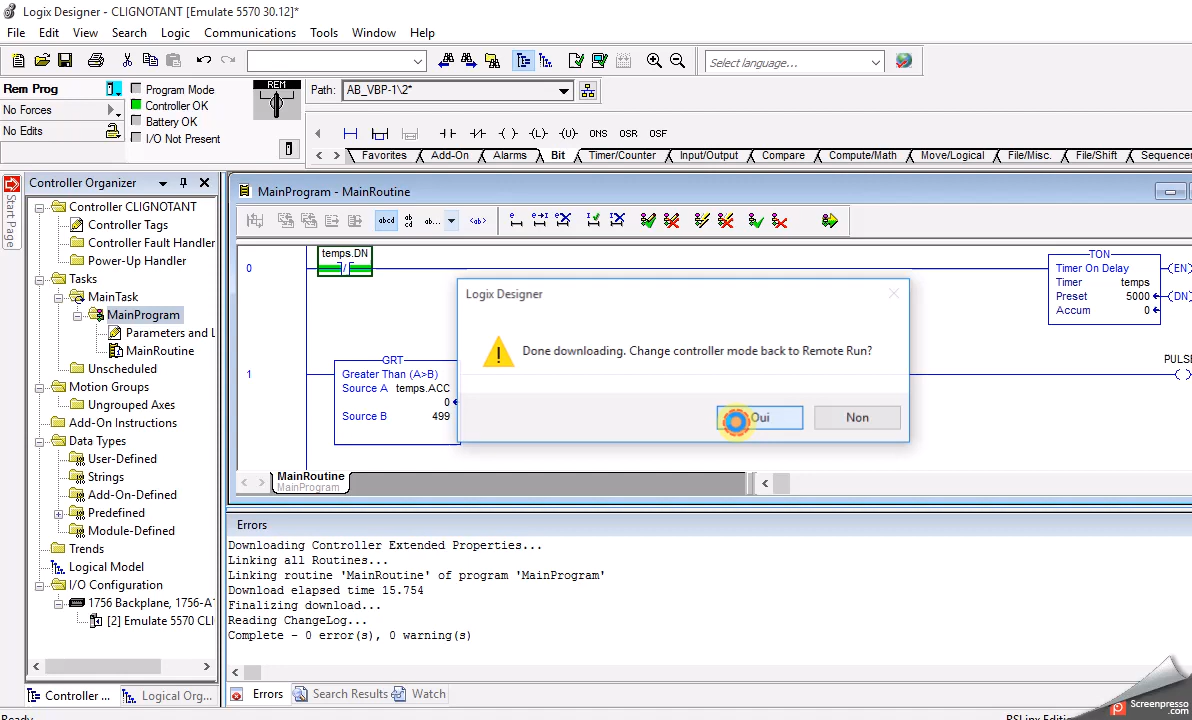 Logix Designer - CLIGNOTANT [Emulate 5570 30.12]*
File Edit View Search Logic Communications Tools Window Help
Select language...
Rem Prog
No Forces
No Edits
Program Mode
Controller OK
Battery OK
I/O Not Present
REM
Path: AB_VBP-1\2*
ONS OSR OSF
Favorites Add-On Alarms Bit Timer/Counter Input/Output Compare Compute/Math Move/Logical File/Misc. File/Shift Sequencer
Start Page
Controller Organizer
Controller CLIGNOTANT
Controller Tags
Controller Fault Handler
Power-Up Handler
Tasks
MainTask
MainProgram
Parameters and L
MainRoutine
Unscheduled
Motion Groups
Ungrouped Axes
Add-On Instructions
Data Types
User-Defined
Strings
Add-On-Defined
Predefined
Module-Defined
Trends
Logical Model
I/O Configuration
1756 Backplane, 1756-A
[2] Emulate 5570 CLI
Controller ... Logical Org...
MainProgram - MainRoutine
abcd ab cd ab... <ab>
0
temps.DN
TON
Timer On Delay
Timer temps
Preset 5000
Accum 0
(EN)
(DN)
1
GRT
Greater Than (A>B)
Source A temps.ACC
0
Source B 499
PULSE
Logix Designer
Done downloading. Change controller mode back to Remote Run?
Oui Non
MainRoutine
MainProgram
Errors
Downloading Controller Extended Properties...
Linking all Routines...
Linking routine 'MainRoutine' of program 'MainProgram'
Download elapsed time 15.754
Finalizing download...
Reading ChangeLog...
Complete - 0 error(s), 0 warning(s)
Errors Search Results Watch
Screenpresso
.com